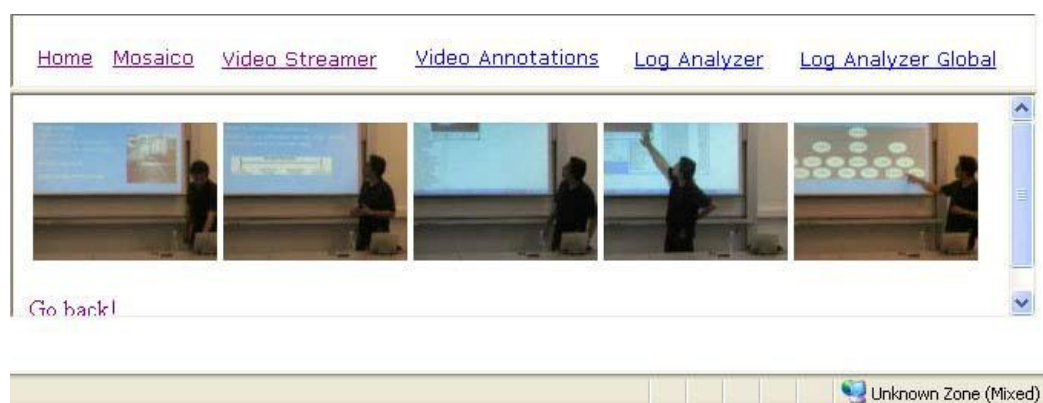 Home Mosaico Video Streamer Video Annotations Log Analyzer Log Analyzer Global
Go back!
Unknown Zone (Mixed)